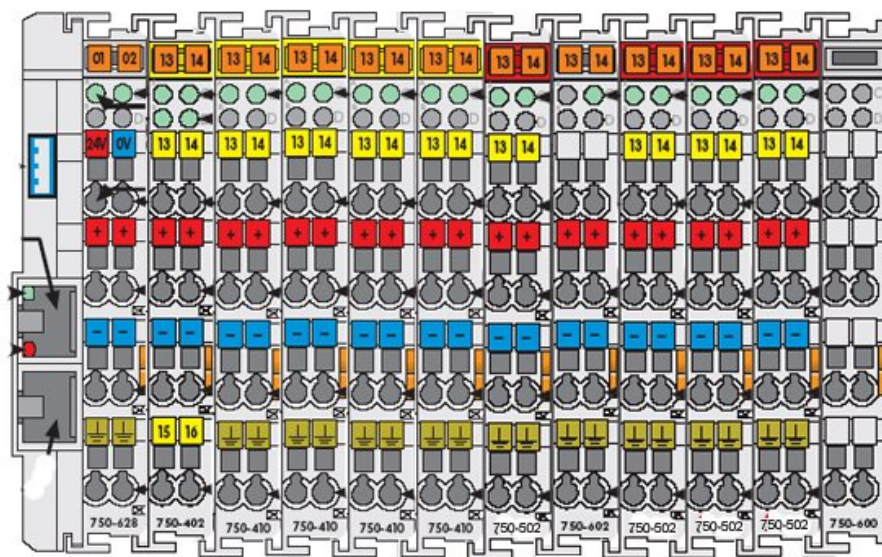 01 02 13 14 13 14 13 14 13 14 13 14 13 14 13 14 13 14 13 14 13 14
24V 0V 13 14 13 14 13 14 13 14 13 14 13 14 13 14 13 14 13 14
+ + + + + + + + + + + + + + + + + + + + + +
- - - - - - - - - - - - - - - - - - - - - -
15 16
750-628 750-402 750-410 750-410 750-410 750-410 750-502 750-602 750-502 750-502 750-502 750-600